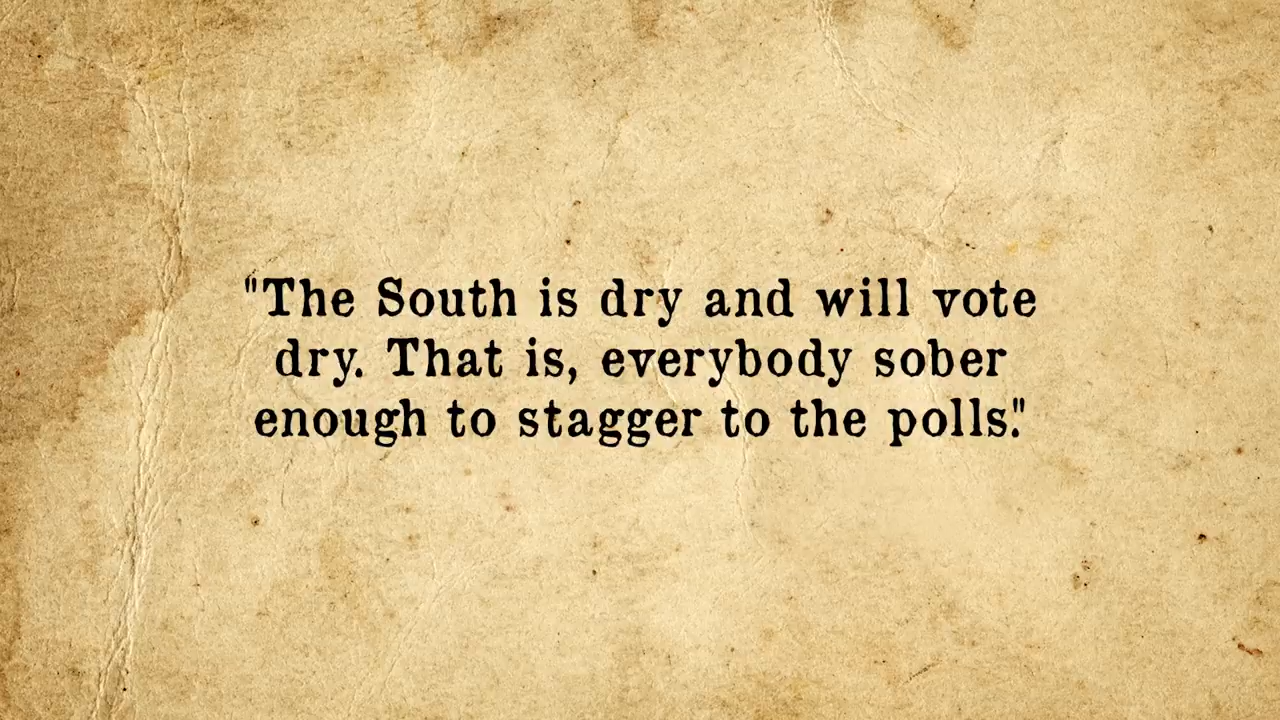 "The South is dry and will vote
dry. That is, everybody sober
enough to stagger to the polls."